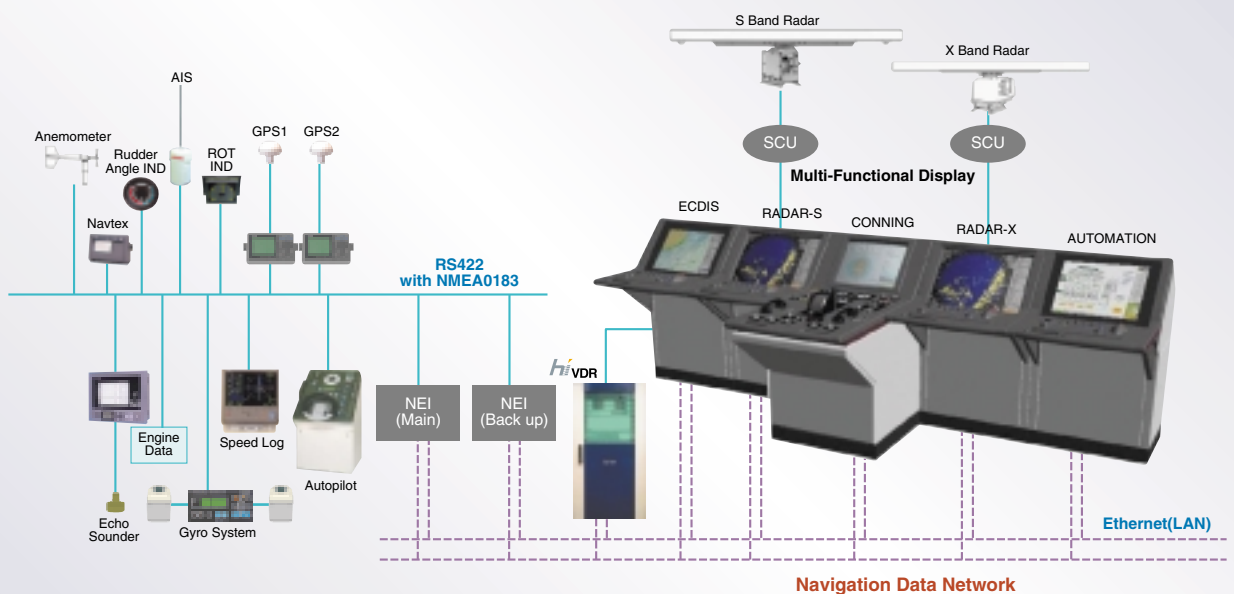 S Band Radar
X Band Radar
AIS
Anemometer
Rudder
Angle IND
ROT
IND
GPS1
GPS2
SCU
SCU
Multi-Functional Display
Navtex
ECDIS
RADAR-S
CONNING
RADAR-X
AUTOMATION
RS422
with NMEA0183
hi VDR
NEI
(Main)
NEI
(Back up)
Engine
Data
Speed Log
Autopilot
Echo
Sounder
Gyro System
Ethernet(LAN)
Navigation Data Network